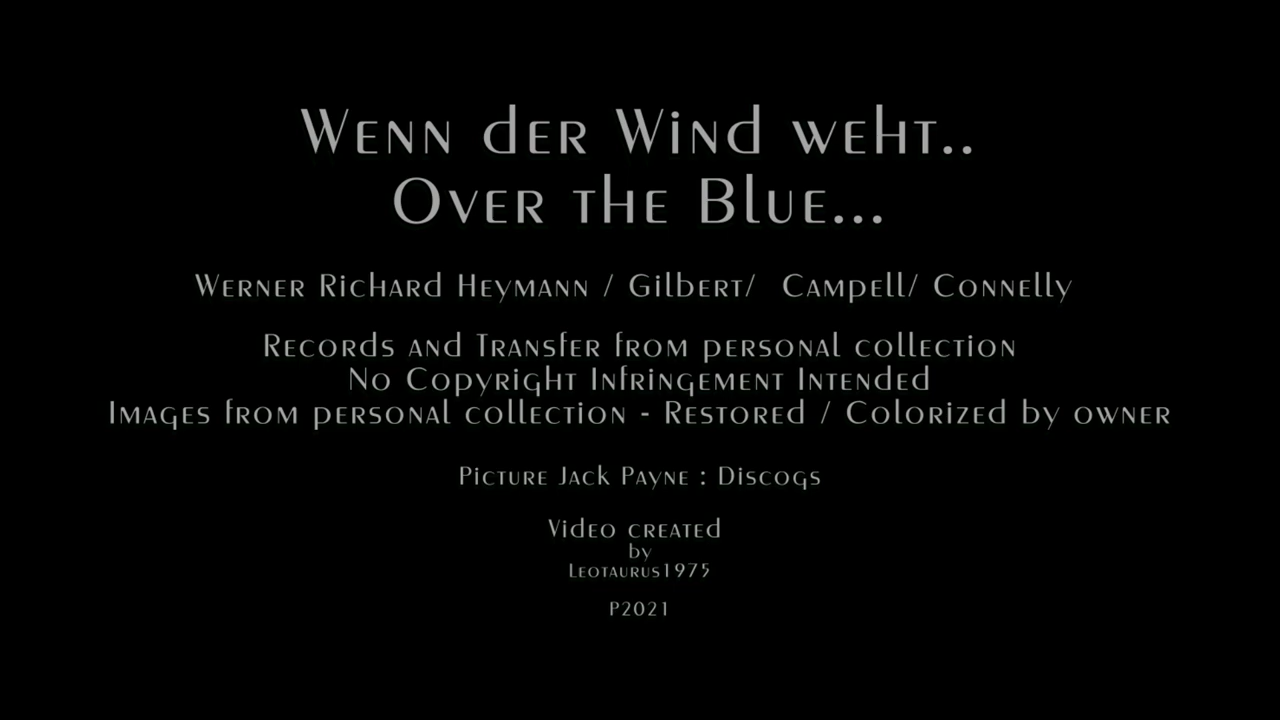 Wenn der Wind weht..
Over the Blue...
Werner Richard Heymann / Gilbert/ Campell/ Connelly
Records and Transfer from personal collection
No Copyright Infringement Intended
Images from personal collection - Restored / Colorized by owner
Picture Jack Payne : Discogs
Video created
by
Leotaurus1975
P2021